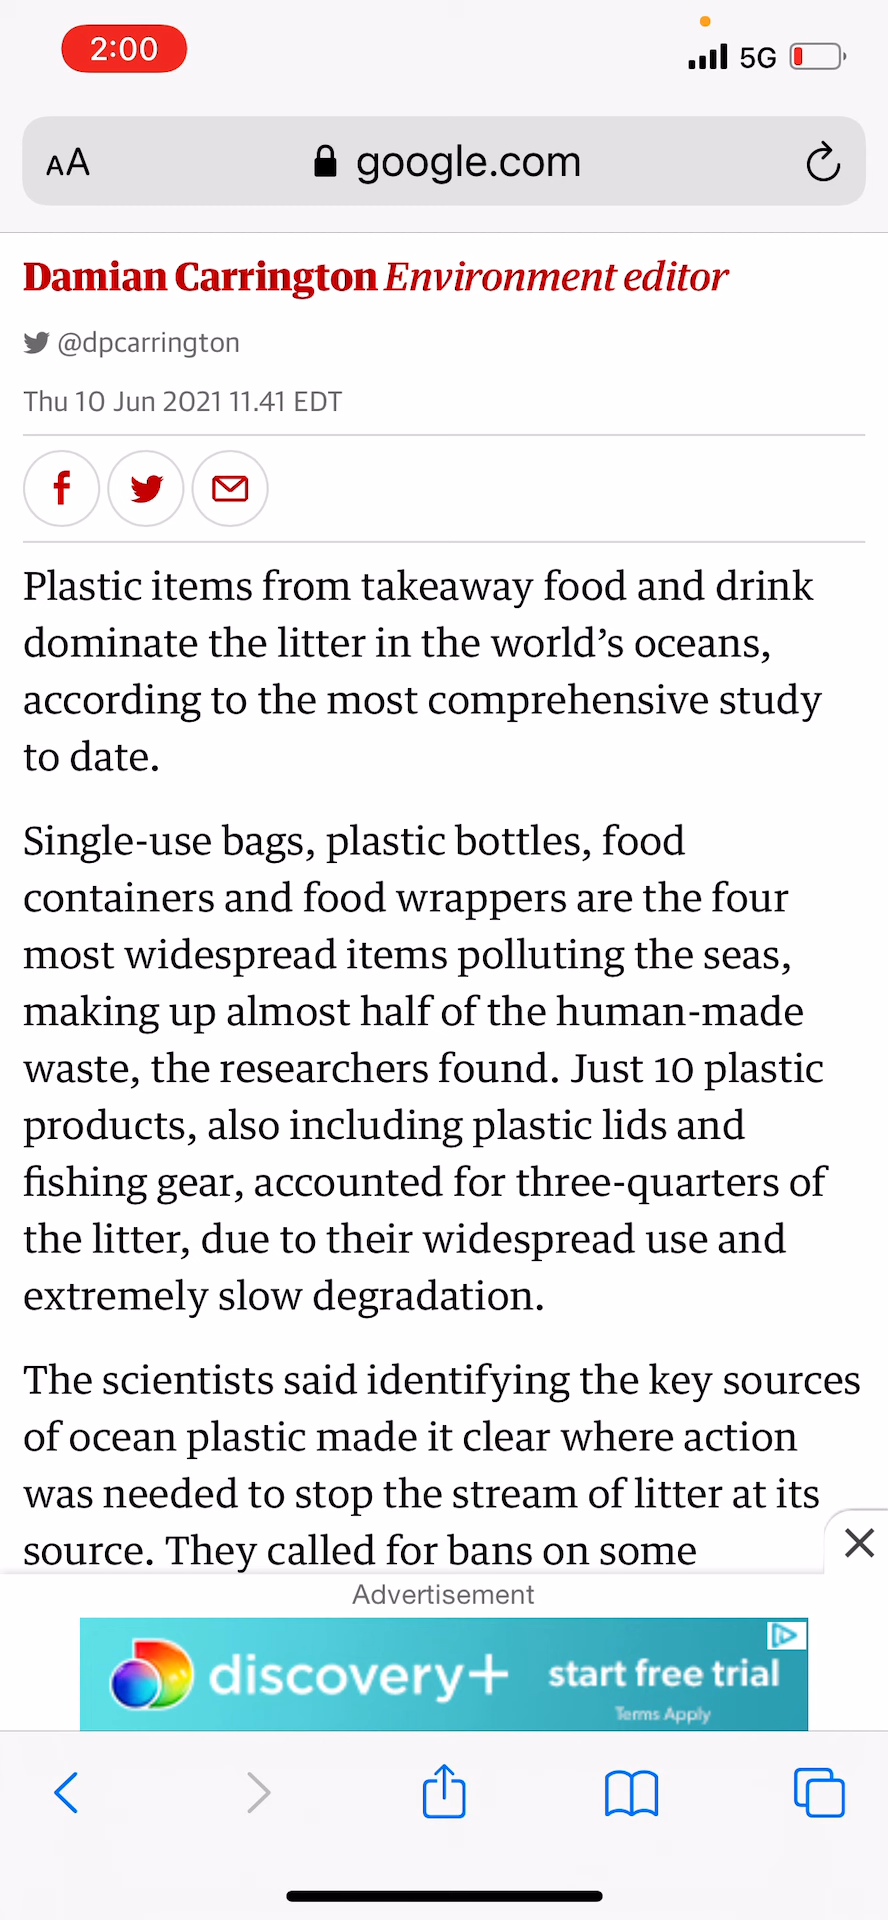 2:00
5G
AA
google.com
Damian Carrington Environment editor
@dpcarrington
Thu 10 Jun 2021 11.41 EDT
f
Plastic items from takeaway food and drink
dominate the litter in the world’s oceans,
according to the most comprehensive study
to date.
Single-use bags, plastic bottles, food
containers and food wrappers are the four
most widespread items polluting the seas,
making up almost half of the human-made
waste, the researchers found. Just 10 plastic
products, also including plastic lids and
fishing gear, accounted for three-quarters of
the litter, due to their widespread use and
extremely slow degradation.
The scientists said identifying the key sources
of ocean plastic made it clear where action
was needed to stop the stream of litter at its
source. They called for bans on some
Advertisement
discovery+ start free trial
Terms Apply